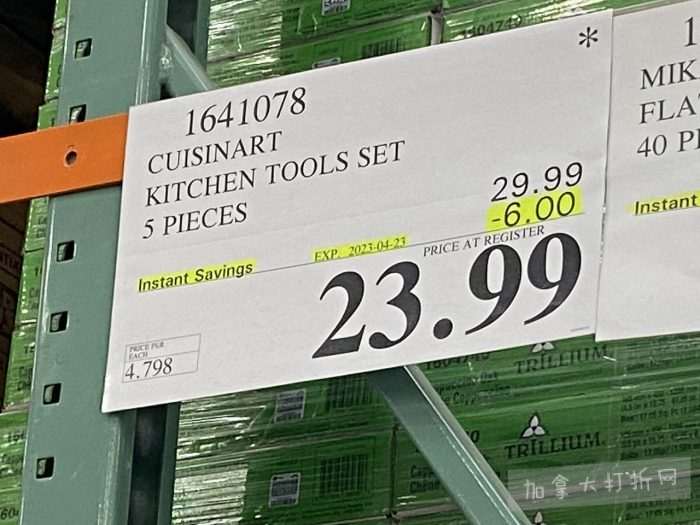 *
1641078
CUISINART
KITCHEN TOOLS SET
5 PIECES
29.99
-6.00
EXP. 2023-04-23
PRICE AT REGISTER
Instant Savings
23.99
PRICE PER
EACH
4.798
1
MIK
FLA
40 P
Instant
1504740
TRILLIUM
TRILLIUM
加拿大打折网